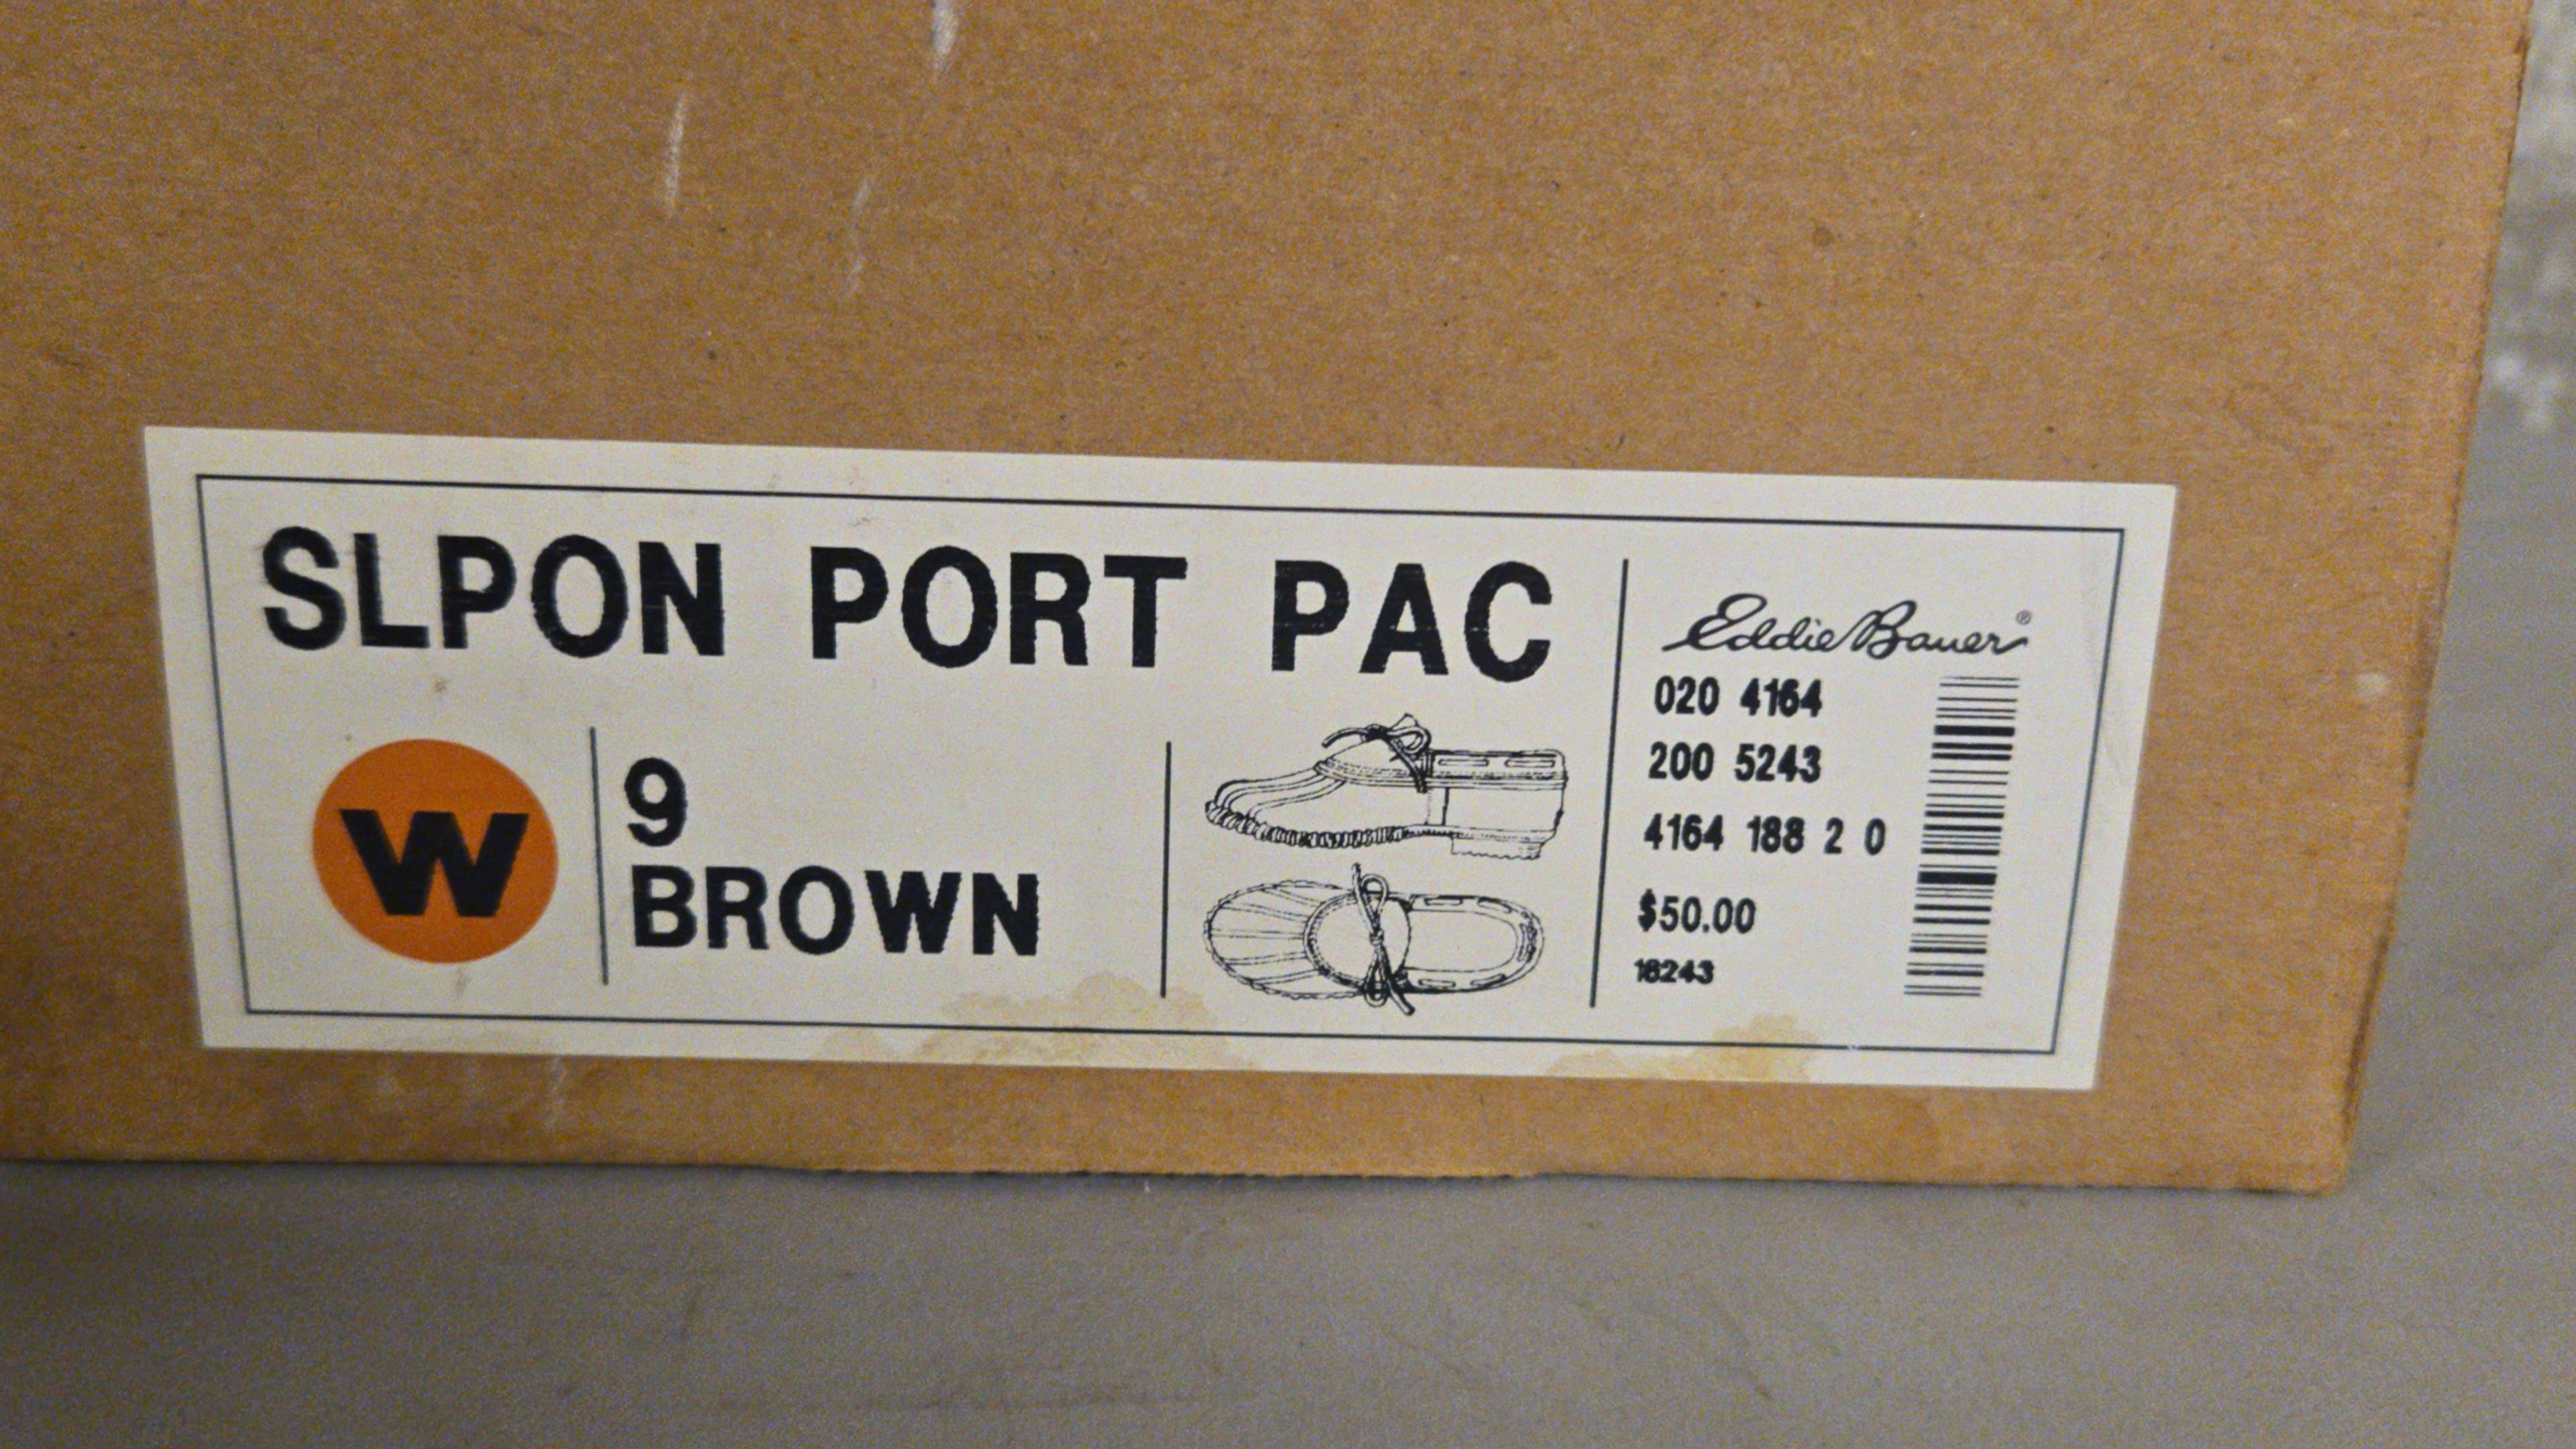 SLPON PORT PAC
W
9
BROWN
Eddie Bauer®
020 4164
200 5243
4164 188 2 0
$50.00
18243